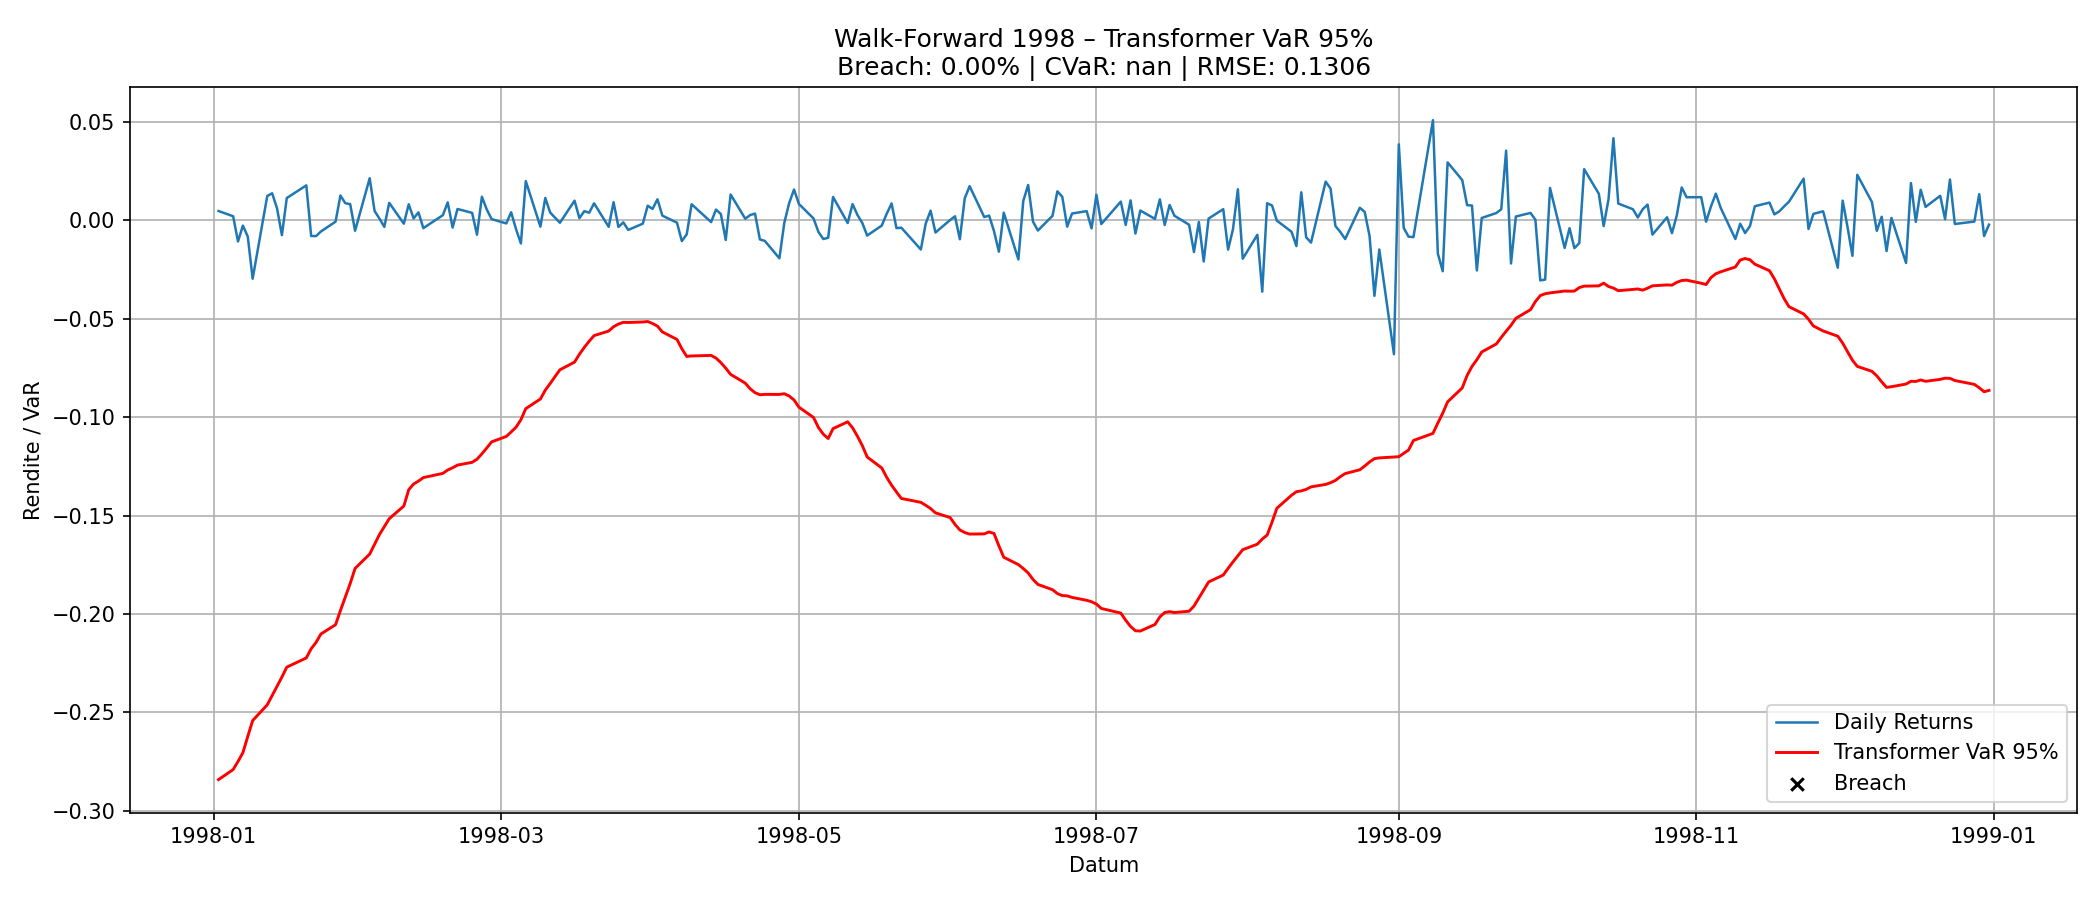 Walk-Forward 1998 – Transformer VaR 95%
Breach: 0.00% | CVaR: nan | RMSE: 0.1306
Rendite / VaR
0.05
0.00
−0.05
−0.10
−0.15
−0.20
−0.25
−0.30
Daily Returns
Transformer VaR 95%
Breach
1998-01
1998-03
1998-05
1998-07
1998-09
1998-11
1999-01
Datum